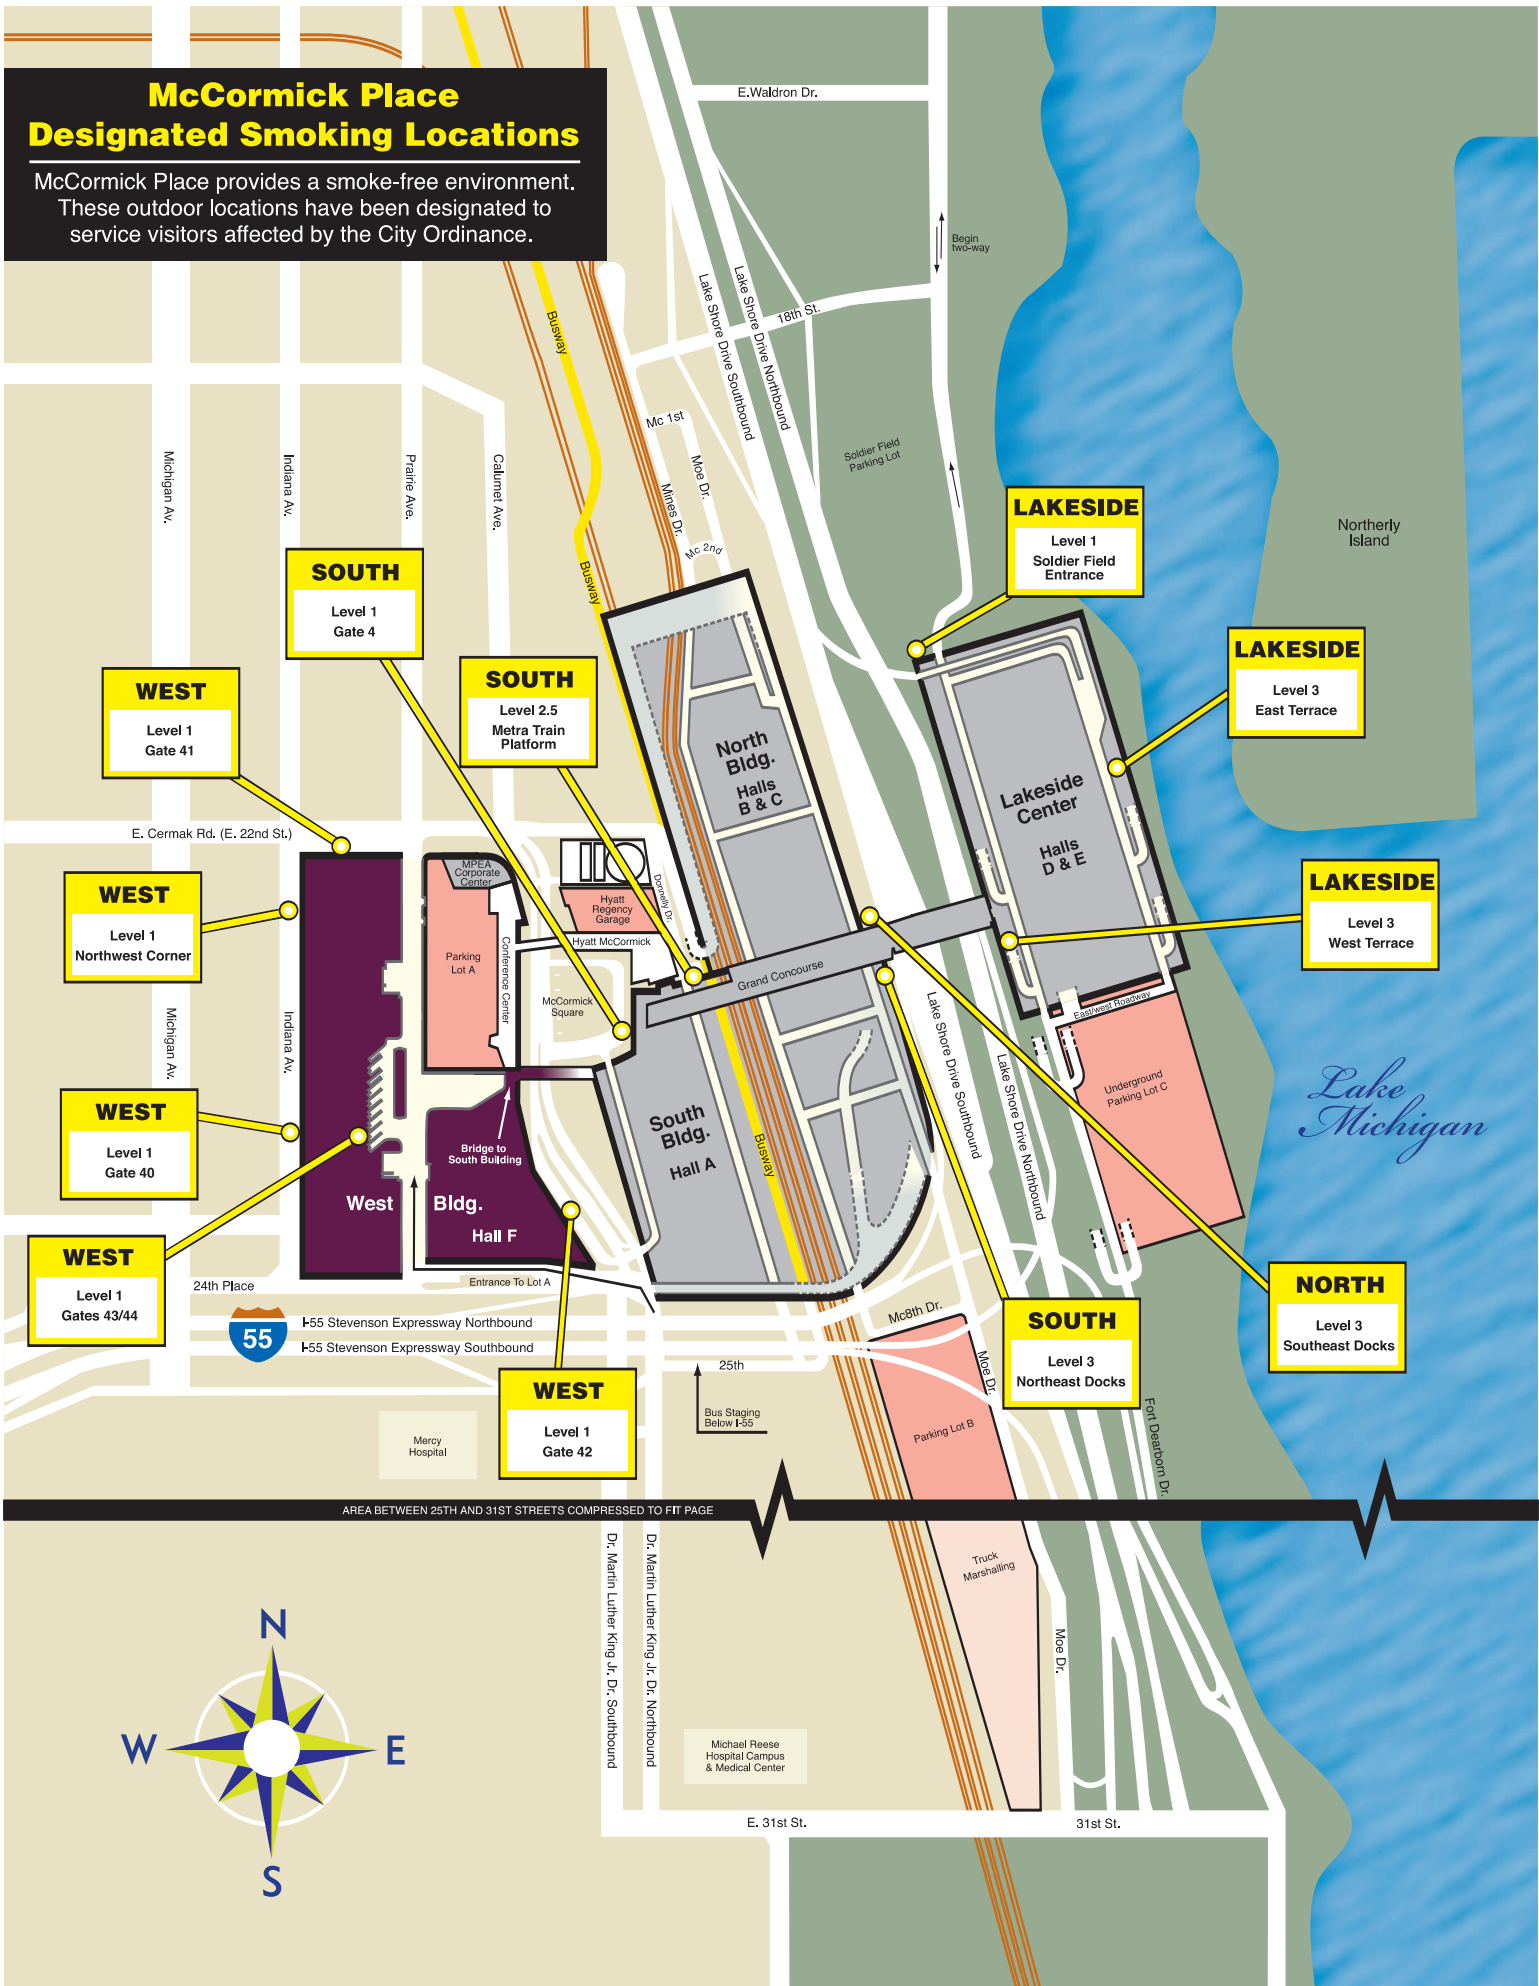 McCormick Place
Designated Smoking Locations
McCormick Place provides a smoke-free environment.
These outdoor locations have been designated to
service visitors affected by the City Ordinance.
E.Waldron Dr.
Begin
two-way
Busway
Lake Shore Drive Southbound
Lake Shore Drive Northbound
18th St.
Mc 1st
Moe Dr.
Mines Dr.
Mc 2nd
Soldier Field
Parking Lot
Michigan Av.
Indiana Av.
Prairie Ave.
Calumet Ave.
Busway
Northerly
Island
LAKESIDE
Level 1
Soldier Field
Entrance
SOUTH
Level 1
Gate 4
LAKESIDE
Level 3
East Terrace
SOUTH
Level 2.5
Metra Train
Platform
WEST
Level 1
Gate 41
North
Bldg.
Halls
B & C
Lakeside
Center
Halls
D & E
E. Cermak Rd. (E. 22nd St.)
MPEA
Corporate
Center
Hyatt
Regency
Garage
Donnelly Dr.
Hyatt McCormick
WEST
Level 1
Northwest Corner
LAKESIDE
Level 3
West Terrace
Parking
Lot A
Conference Center
McCormick
Square
Grand Concourse
East/west Roadway
Michigan Av.
Indiana Av.
Lake Shore Drive Southbound
Lake Shore Drive Northbound
Underground
Parking Lot C
Lake
Michigan
WEST
Level 1
Gate 40
South
Bldg.
Hall A
Busway
Bridge to
South Building
West Bldg.
Hall F
WEST
Level 1
Gates 43/44
24th Place
Entrance To Lot A
55
I-55 Stevenson Expressway Northbound
I-55 Stevenson Expressway Southbound
Mc8th Dr.
SOUTH
Level 3
Northeast Docks
NORTH
Level 3
Southeast Docks
25th
Moe Dr.
WEST
Level 1
Gate 42
Bus Staging
Below I-55
Parking Lot B
Fort Dearborn Dr.
Mercy
Hospital
AREA BETWEEN 25TH AND 31ST STREETS COMPRESSED TO FIT PAGE
Dr. Martin Luther King Jr. Dr. Southbound
Dr. Martin Luther King Jr. Dr. Northbound
Truck
Marshalling
Moe Dr.
N
W
E
S
Michael Reese
Hospital Campus
& Medical Center
E. 31st St.
31st St.